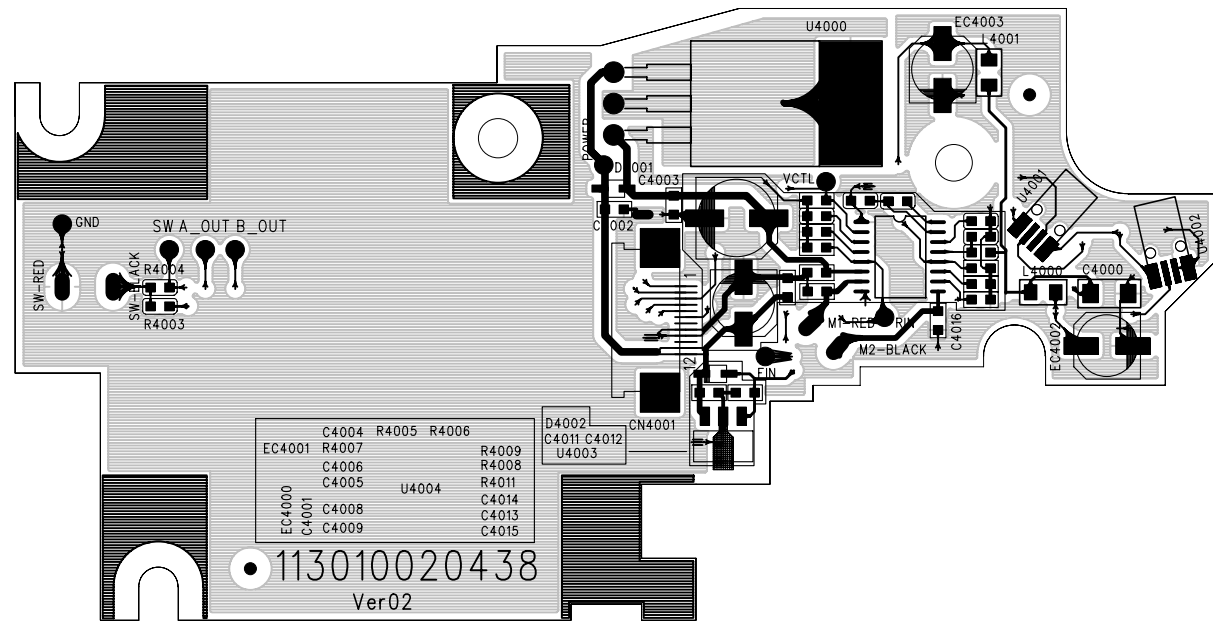 EC4003
U4000
L4001
POWER
D4001
C4003
VCTL
U4001
U4002
C4002
GND
SW A_OUT B_OUT
SW-RED
SW-BLACK
R4004
R4003
1
12
L4000
C4000
M1-RED
RIN
M2-BLACK
C4016
EC4002
FIN
CN4001
D4002
C4011 C4012
U4003
C4004 R4005 R4006
EC4001 R4007
C4006
C4005
U4004
EC4000
C4001
C4008
C4009
R4009
R4008
R4011
C4014
C4013
C4015
113010020438
Ver02